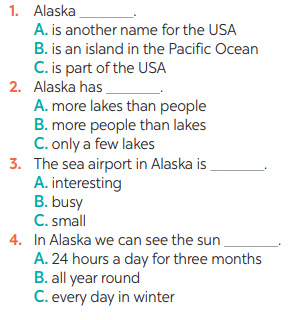 1. Alaska ________.
A. is another name for the USA
B. is an island in the Pacific Ocean
C. is part of the USA
2. Alaska has ________.
A. more lakes than people
B. more people than lakes
C. only a few lakes
3. The sea airport in Alaska is ________.
A. interesting
B. busy
C. small
4. In Alaska we can see the sun ________.
A. 24 hours a day for three months
B. all year round
C. every day in winter